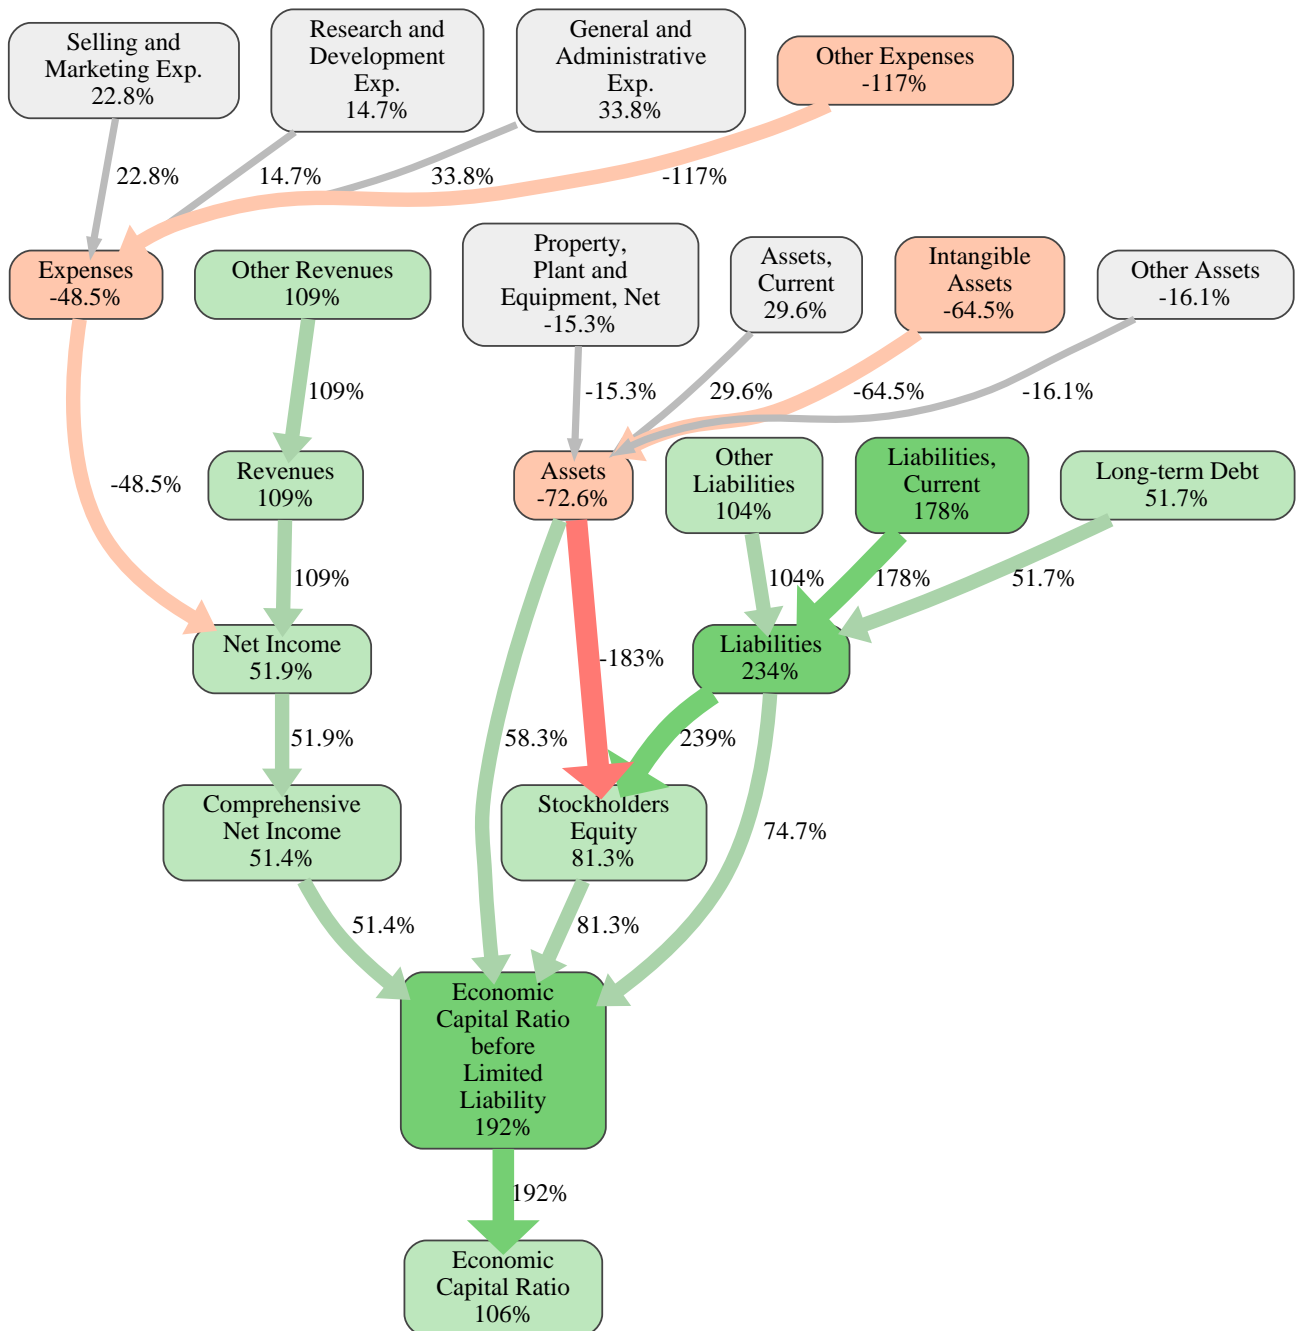 Selling and
Marketing Exp.
22.8%
Research and
Development
Exp.
14.7%
General and
Administrative
Exp.
33.8%
Other Expenses
-117%
22.8%
14.7%
33.8%
-117%
Expenses
-48.5%
Other Revenues
109%
Property,
Plant and
Equipment, Net
-15.3%
Assets,
Current
29.6%
Intangible
Assets
-64.5%
Other Assets
-16.1%
109%
-15.3%
29.6%
-64.5%
-16.1%
-48.5%
Revenues
109%
Assets
-72.6%
Other
Liabilities
104%
Liabilities,
Current
178%
Long-term Debt
51.7%
109%
104%
178%
51.7%
Net Income
51.9%
-183%
Liabilities
234%
51.9%
58.3%
239%
Comprehensive
Net Income
51.4%
Stockholders
Equity
81.3%
74.7%
51.4%
81.3%
Economic
Capital Ratio
before
Limited
Liability
192%
192%
Economic
Capital Ratio
106%